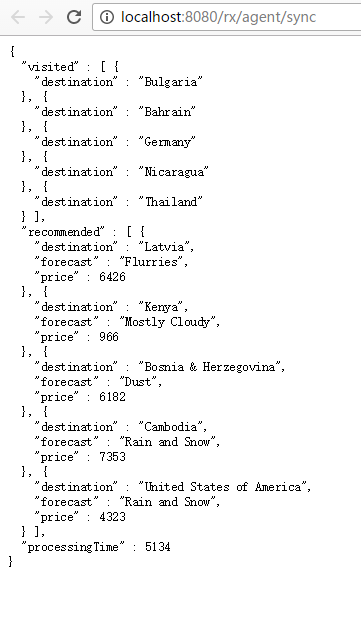 localhost:8080/rx/agent/sync
{
  "visited" : [ {
    "destination" : "Bulgaria"
  }, {
    "destination" : "Bahrain"
  }, {
    "destination" : "Germany"
  }, {
    "destination" : "Nicaragua"
  }, {
    "destination" : "Thailand"
  } ],
  "recommended" : [ {
    "destination" : "Latvia",
    "forecast" : "Flurries",
    "price" : 6426
  }, {
    "destination" : "Kenya",
    "forecast" : "Mostly Cloudy",
    "price" : 966
  }, {
    "destination" : "Bosnia & Herzegovina",
    "forecast" : "Dust",
    "price" : 6182
  }, {
    "destination" : "Cambodia",
    "forecast" : "Rain and Snow",
    "price" : 7353
  }, {
    "destination" : "United States of America",
    "forecast" : "Rain and Snow",
    "price" : 4323
  } ],
  "processingTime" : 5134
}